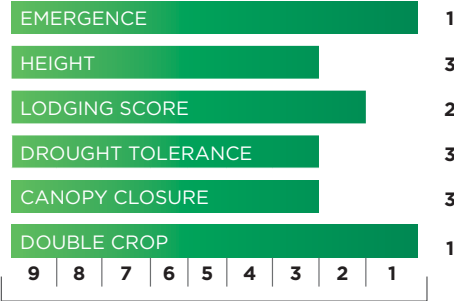 EMERGENCE 1
HEIGHT 3
LODGING SCORE 2
DROUGHT TOLERANCE 3
CANOPY CLOSURE 3
DOUBLE CROP 1
9 8 7 6 5 4 3 2 1